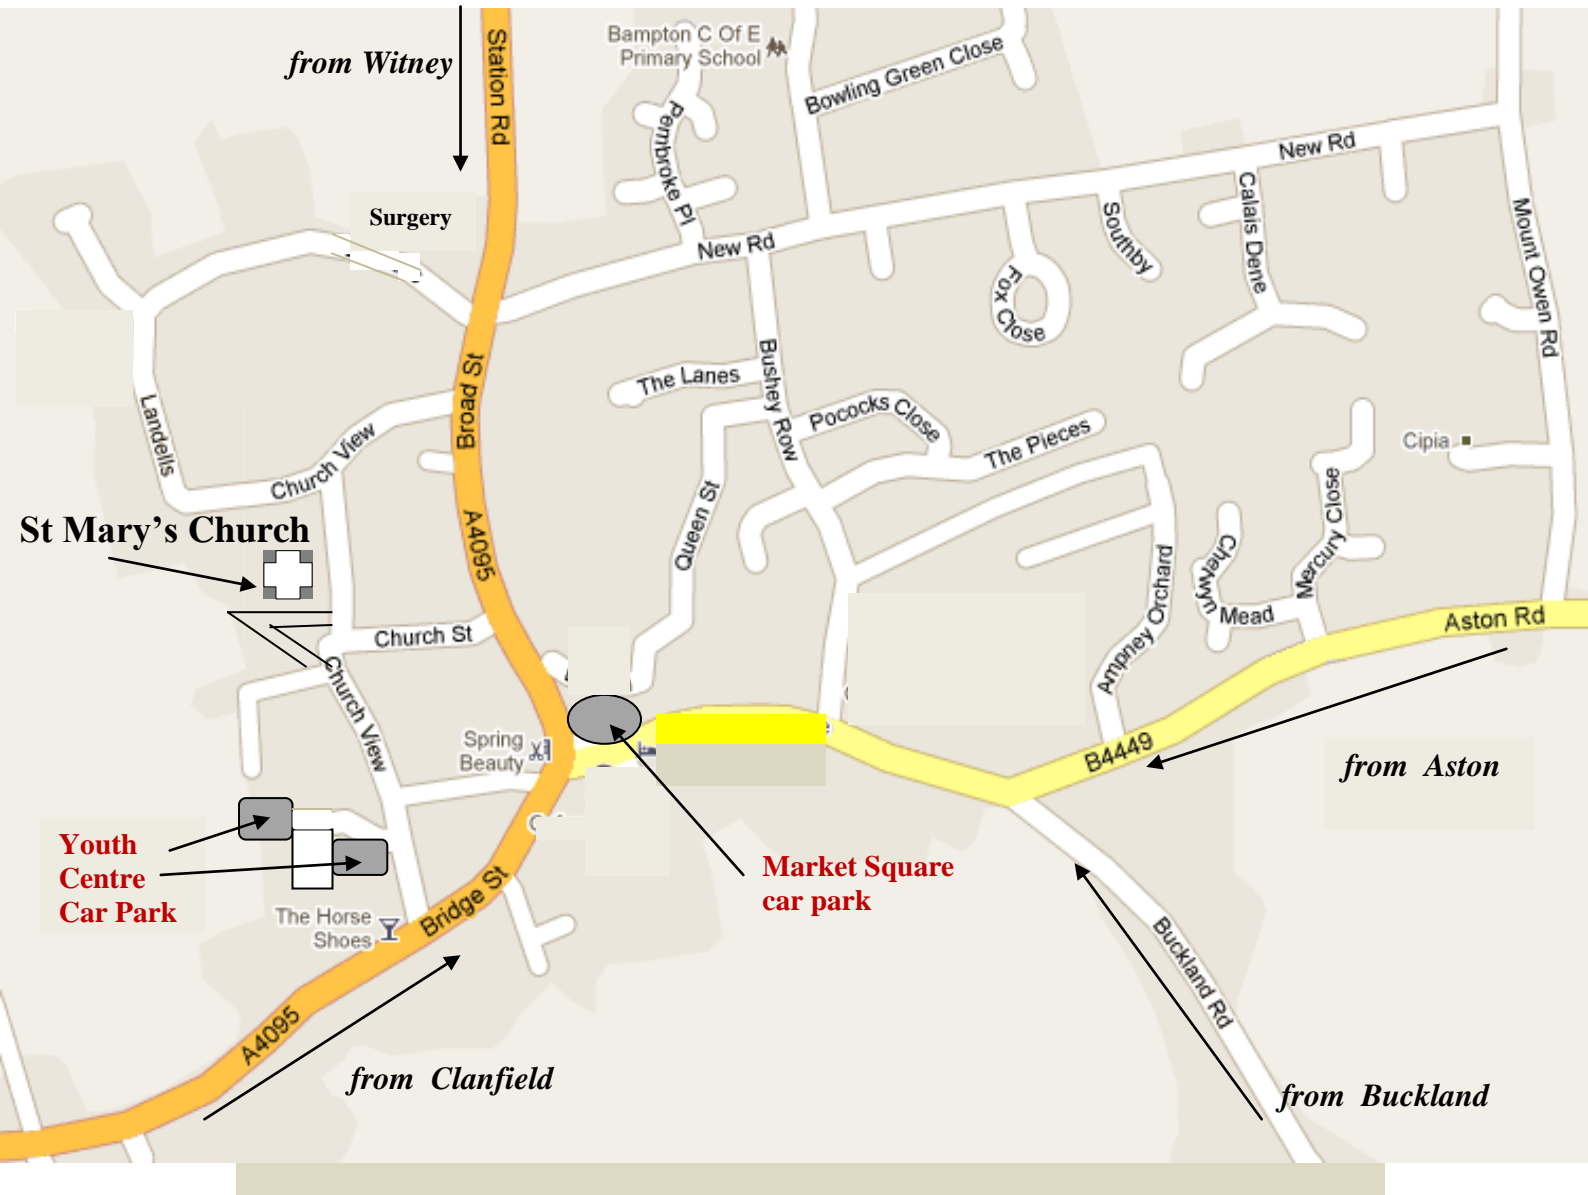 Station Rd
from Witney
Bampton C Of E
Primary School
Bowling Green Close
Pembroke Pl
New Rd
Surgery
New Rd
Calais Dene
Southby
Mount Owen Rd
Fox Close
Broad St
The Lanes
Bushey Row
Landells
Church View
Pococks Close
The Pieces
Cipia
Queen St
St Mary's Church
A4095
Mercury Close
Cherwyn
Mead
Ampney Orchard
Aston Rd
Church St
Church View
Spring
Beauty
B4449
from Aston
Youth
Centre
Car Park
Market Square
car park
The Horse
Shoes
Bridge St
Buckland Rd
A4095
from Clanfield
from Buckland